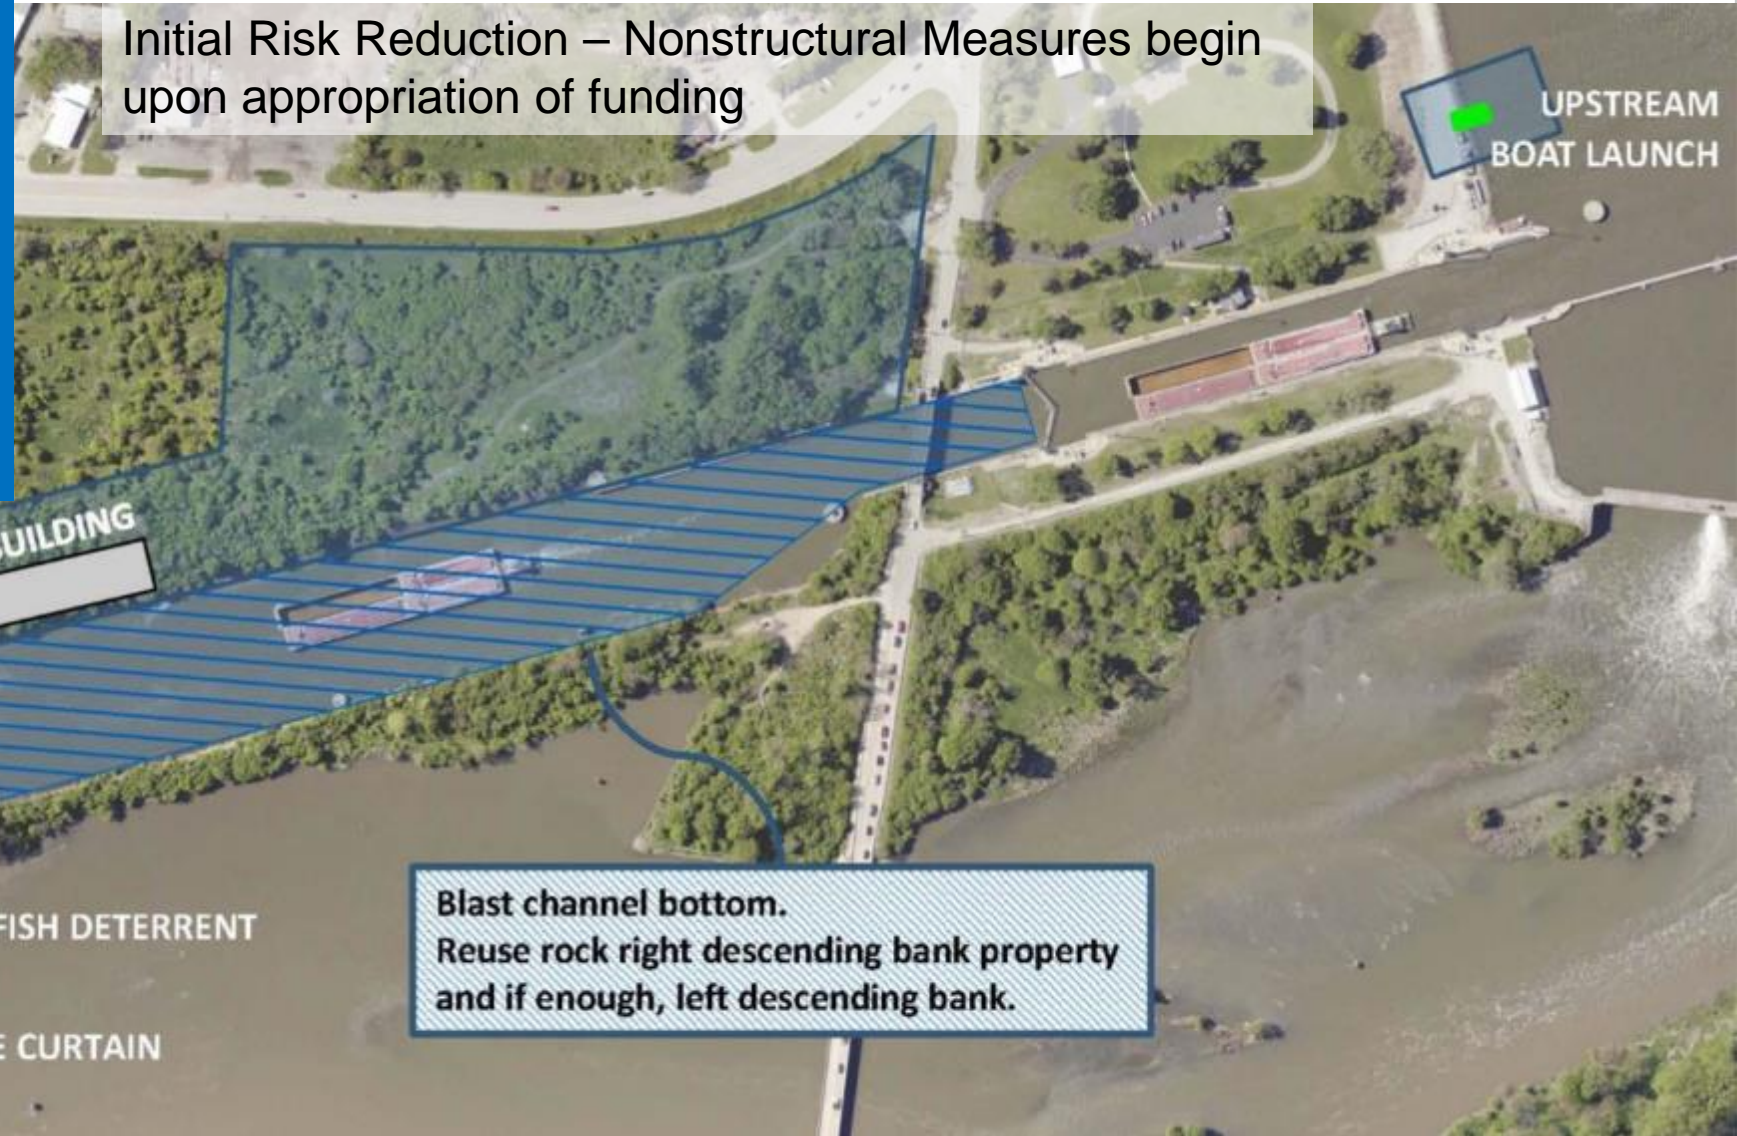 Initial Risk Reduction – Nonstructural Measures begin
upon appropriation of funding
UPSTREAM
BOAT LAUNCH
BUILDING
FISH DETERRENT
E CURTAIN
Blast channel bottom.
Reuse rock right descending bank property
and if enough, left descending bank.